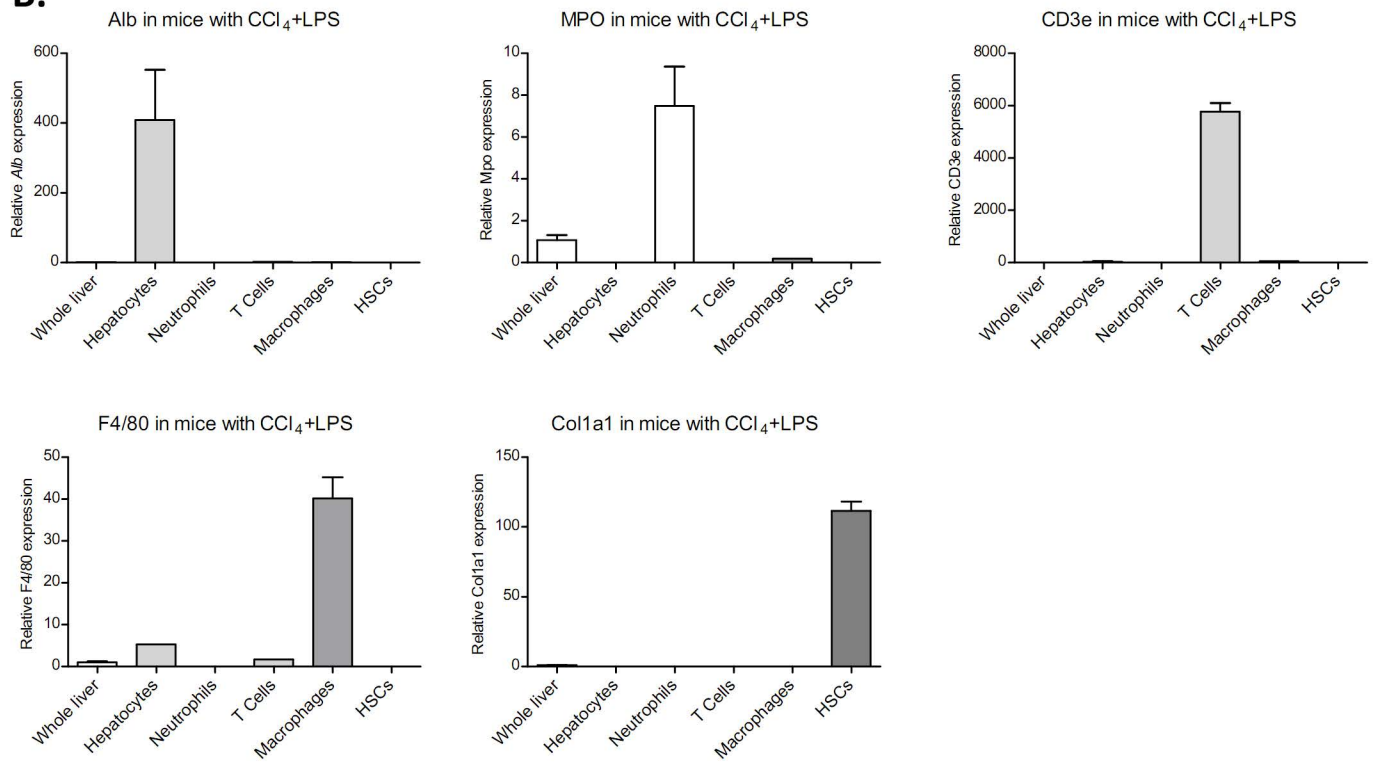 B.
Alb in mice with CCl4+LPS
Relative Alb expression
600
400
200
0
Whole liver
Hepatocytes
Neutrophils
T Cells
Macrophages
HSCs
MPO in mice with CCl4+LPS
Relative Mpo expression
10
8
6
4
2
0
Whole liver
Hepatocytes
Neutrophils
T Cells
Macrophages
HSCs
CD3e in mice with CCl4+LPS
Relative CD3e expression
8000
6000
4000
2000
0
Whole liver
Hepatocytes
Neutrophils
T Cells
Macrophages
HSCs
F4/80 in mice with CCl4+LPS
Relative F4/80 expression
50
40
30
20
10
0
Whole liver
Hepatocytes
Neutrophils
T Cells
Macrophages
HSCs
Col1a1 in mice with CCl4+LPS
Relative Col1a1 expression
150
100
50
0
Whole liver
Hepatocytes
Neutrophils
T Cells
Macrophages
HSCs